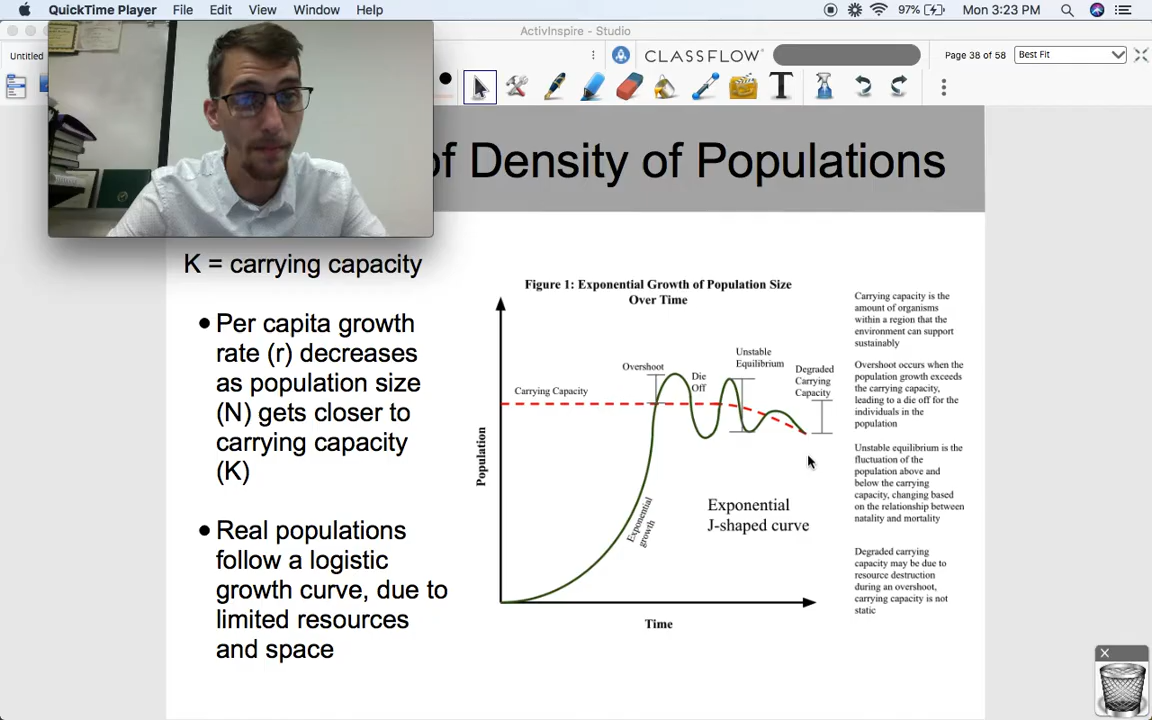 QuickTime Player File Edit View Window Help 97% Mon 3:23 PM
ActivInspire - Studio
Untitled
CLASSFLOW
Page 38 of 58
Best Fit
of Density of Populations
K = carrying capacity
• Per capita growth
rate (r) decreases
as population size
(N) gets closer to
carrying capacity
(K)
• Real populations
follow a logistic
growth curve, due to
limited resources
and space
Figure 1: Exponential Growth of Population Size
Over Time
Carrying Capacity
Overshoot
Die
Off
Unstable
Equilibrium
Degraded
Carrying
Capacity
Population
Exponential
growth
Exponential
J-shaped curve
Time
Carrying capacity is the
amount of organisms
within a region that the
environment can support
sustainably
Overshoot occurs when the
population growth exceeds
the carrying capacity,
leading to a die off for the
individuals in the
population
Unstable equilibrium is the
fluctuation of the
population above and
below the carrying
capacity, changing based
on the relationship between
natality and mortality
Degraded carrying
capacity may be due to
resource destruction
during an overshoot,
carrying capacity is not
static